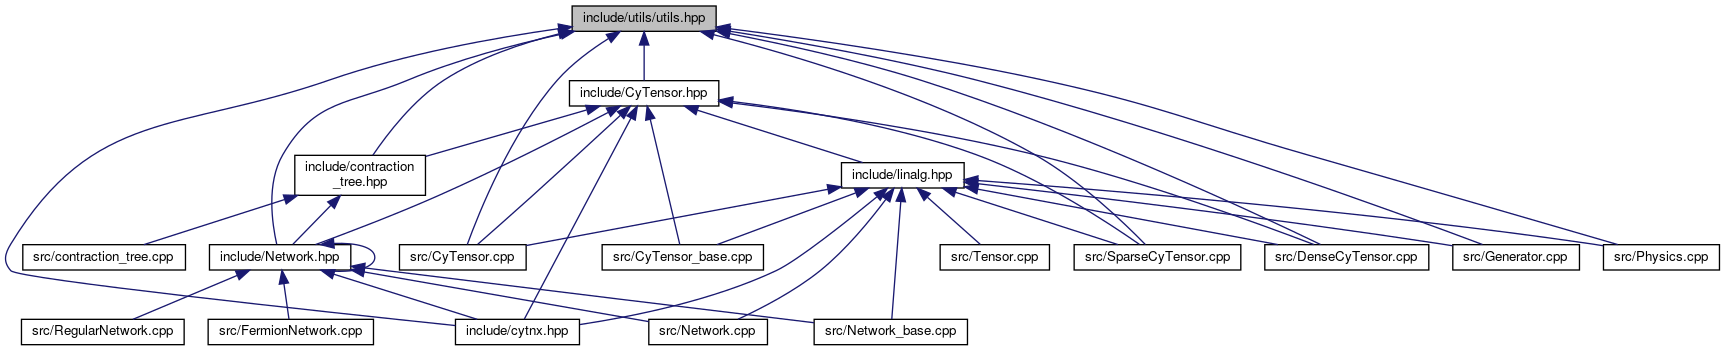 include/utils/utils.hpp
include/CyTensor.hpp
include/contraction
_tree.hpp
include/linalg.hpp
src/contraction_tree.cpp
include/Network.hpp
src/CyTensor.cpp
src/CyTensor_base.cpp
src/Tensor.cpp
src/SparseCyTensor.cpp
src/DenseCyTensor.cpp
src/Generator.cpp
src/Physics.cpp
src/RegularNetwork.cpp
src/FermionNetwork.cpp
include/cytnx.hpp
src/Network.cpp
src/Network_base.cpp